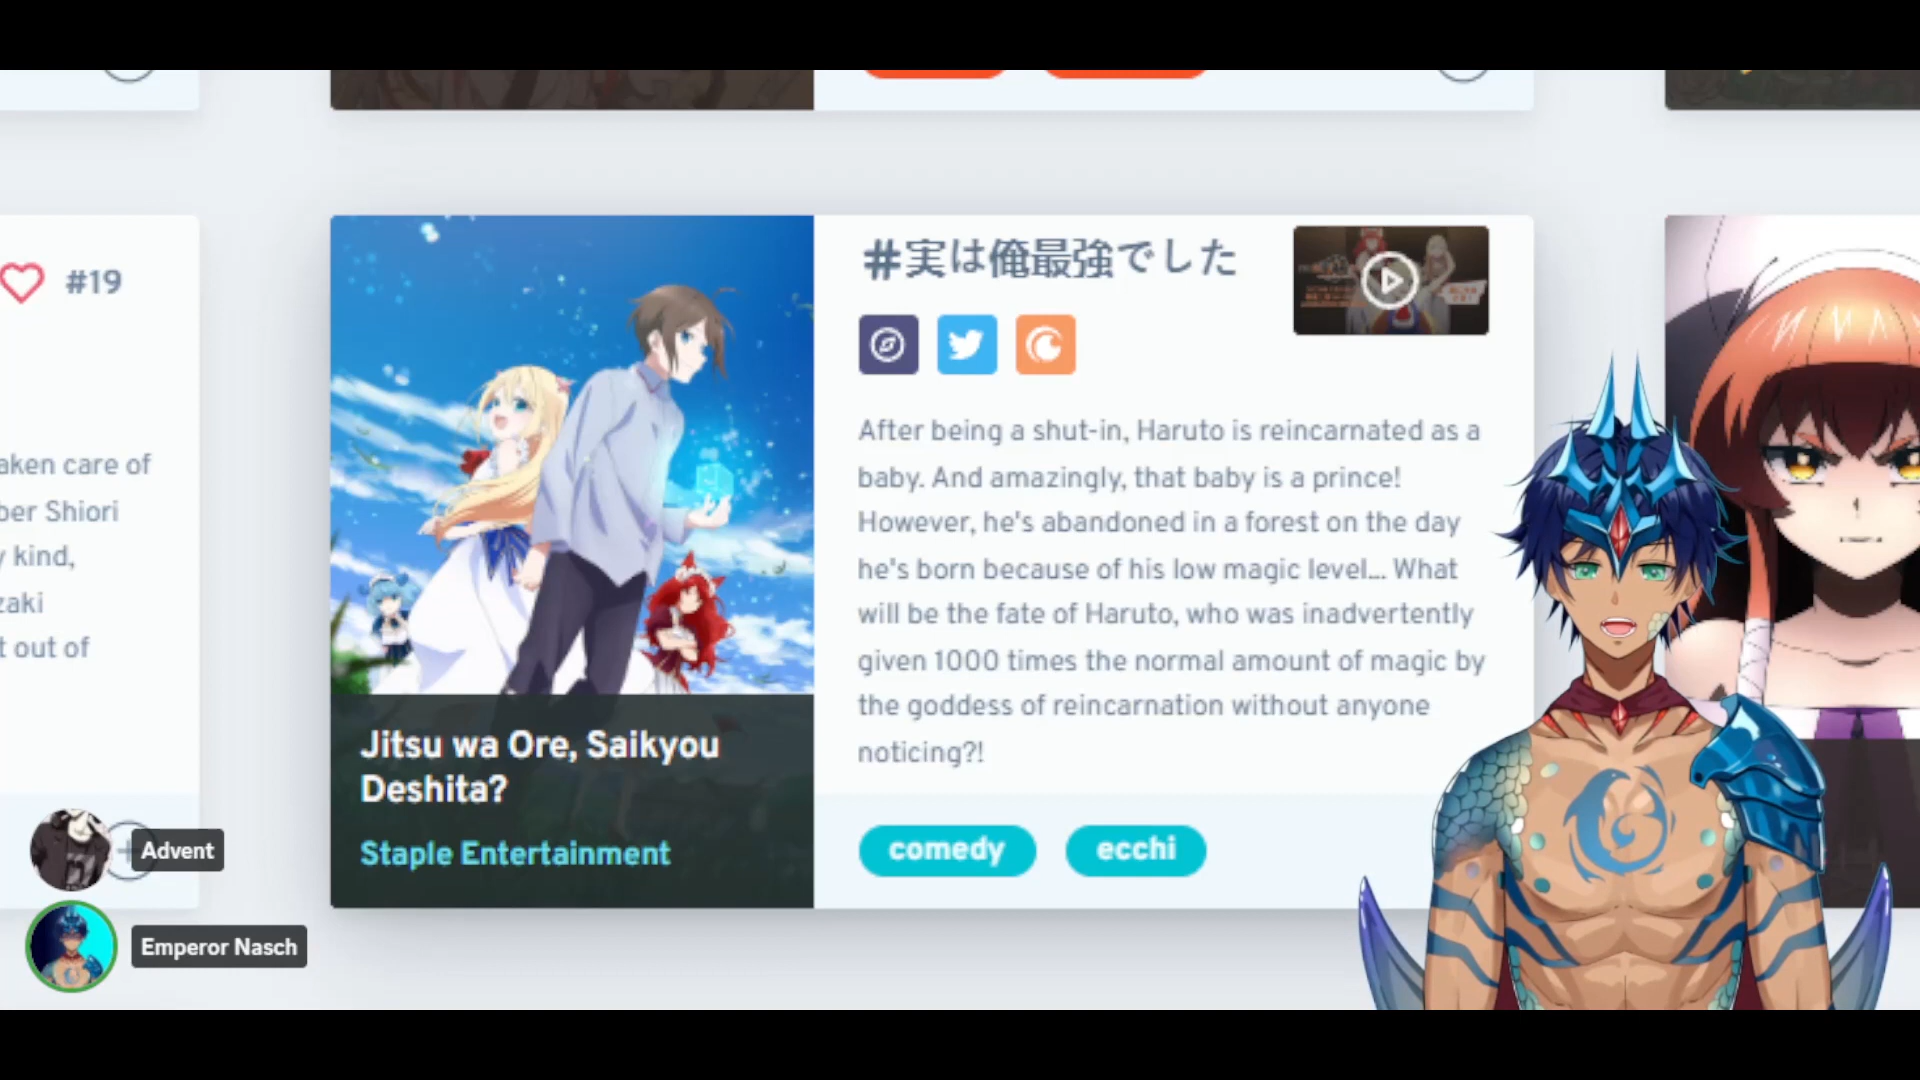 #19
aken care of
ber Shiori
y kind,
zaki
t out of
#実は俺最強でした
After being a shut-in, Haruto is reincarnated as a
baby. And amazingly, that baby is a prince!
However, he's abandoned in a forest on the day
he's born because of his low magic level... What
will be the fate of Haruto, who was inadvertently
given 1000 times the normal amount of magic by
the goddess of reincarnation without anyone
noticing?!
Jitsu wa Ore, Saikyou
Deshita?
Staple Entertainment
comedy
ecchi
Advent
Emperor Nasch